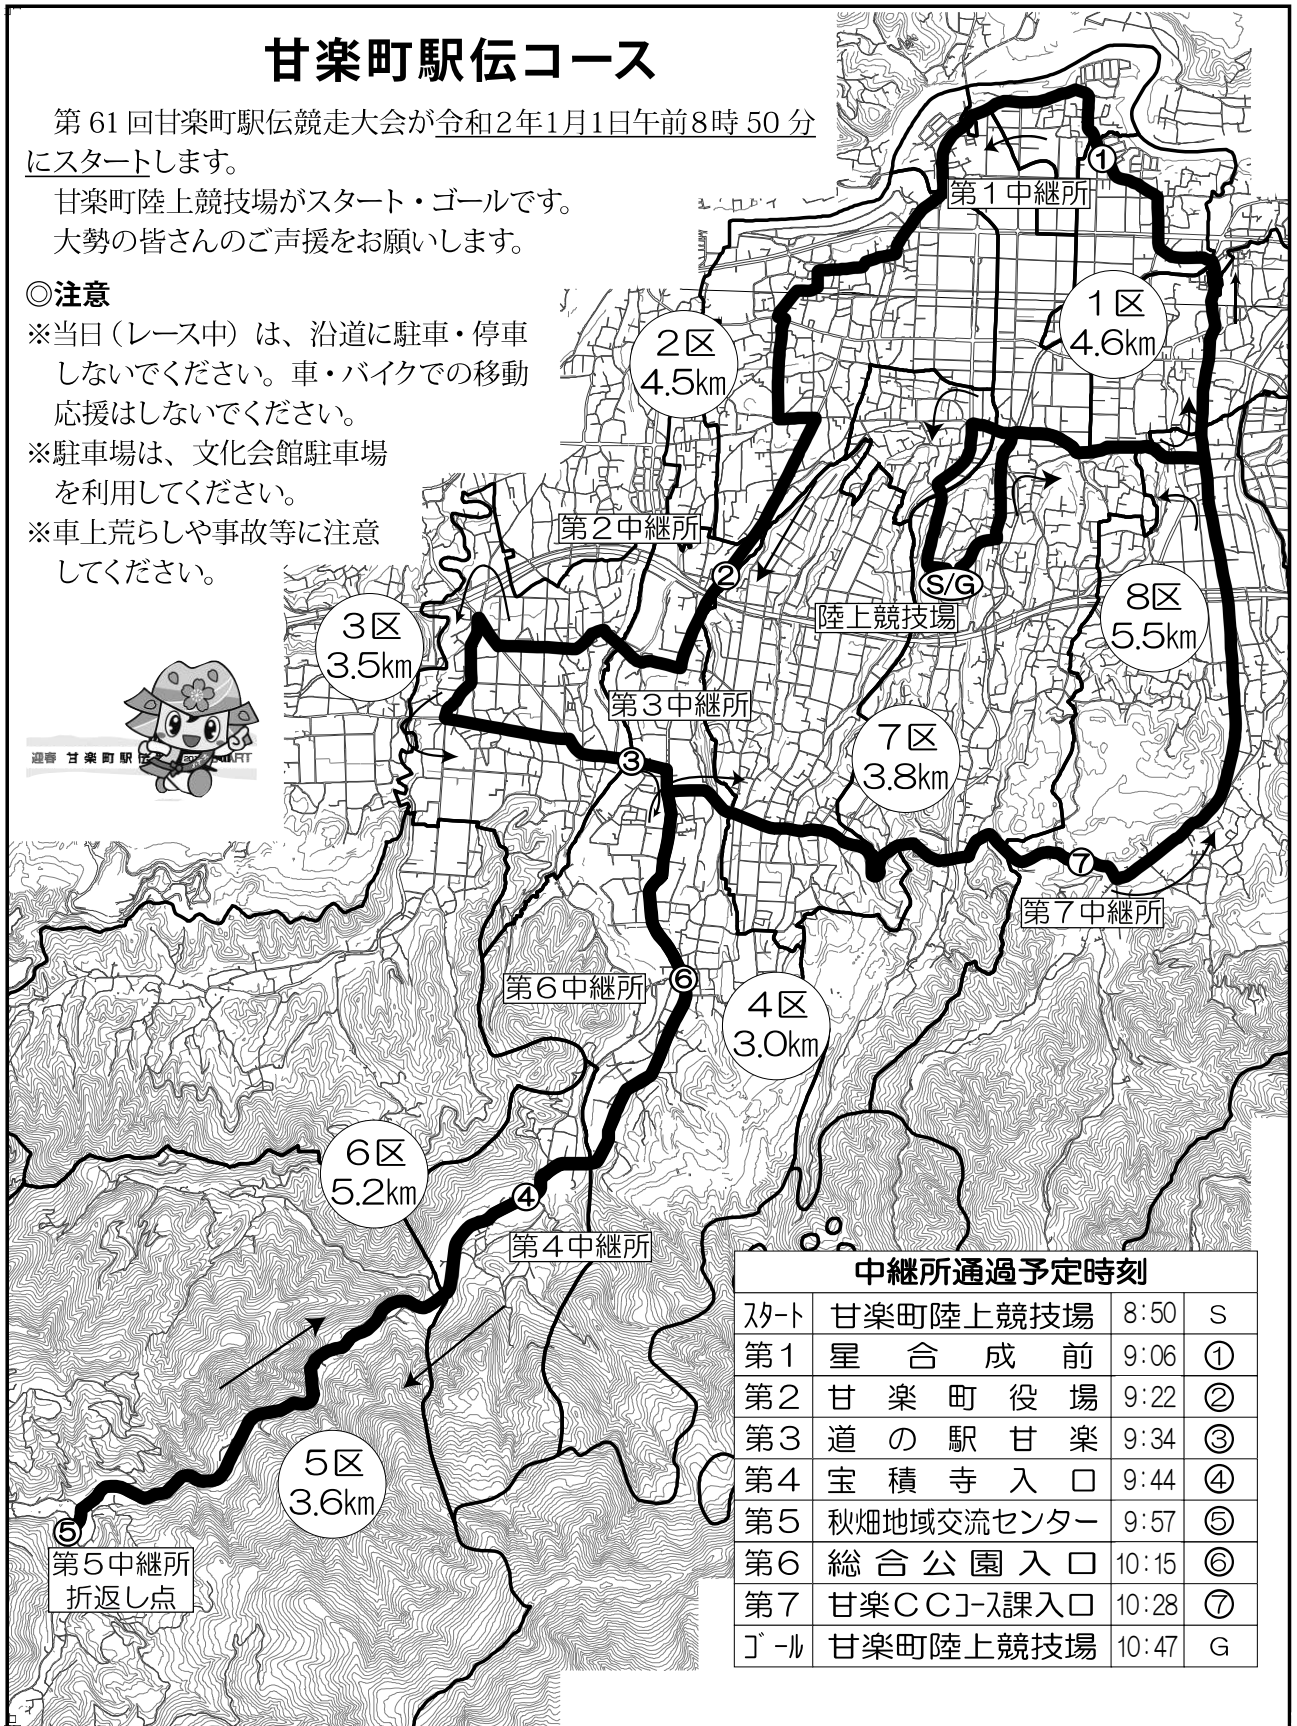 甘楽町駅伝コース
第61回甘楽町駅伝競走大会が令和2年1月1日午前8時50分
にスタートします。
甘楽町陸上競技場がスタート・ゴールです。
大勢の皆さんのご声援をお願いします。
◎注意
※当日（レース中）は、沿道に駐車・停車
しないでください。車・バイクでの移動
応援はしないでください。
※駐車場は、文化会館駐車場
を利用してください。
※車上荒らしや事故等に注意
してください。
迎春 甘楽町駅伝
①
第1中継所
1区
4.6km
2区
4.5km
第2中継所
②
S/G
陸上競技場
8区
5.5km
3区
3.5km
第3中継所
③
7区
3.8km
⑦
第7中継所
第6中継所
⑥
4区
3.0km
6区
5.2km
④
第4中継所
5区
3.6km
⑤
第5中継所
折返し点
中継所通過予定時刻
スタート 甘楽町陸上競技場 8:50 S
第1 星合成前 9:06 ①
第2 甘楽町役場 9:22 ②
第3 道の駅甘楽 9:34 ③
第4 宝積寺入口 9:44 ④
第5 秋畑地域交流センター 9:57 ⑤
第6 総合公園入口 10:15 ⑥
第7 甘楽CCコース課入口 10:28 ⑦
ゴール 甘楽町陸上競技場 10:47 G